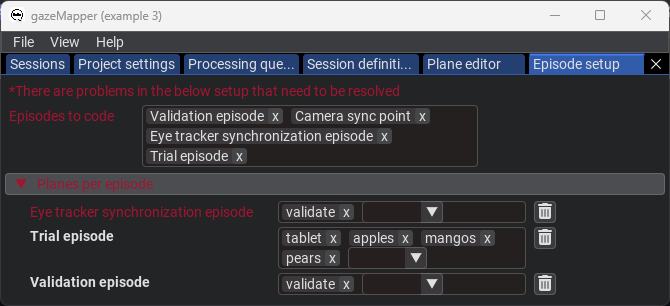 gazeMapper (example 3)
File View Help
Sessions Project settings Processing que... Session definiti... Plane editor Episode setup ×
*There are problems in the below setup that need to be resolved
Episodes to code Validation episode x Camera sync point x
Eye tracker synchronization episode x
Trial episode x
Planes per episode
Eye tracker synchronization episode validate x
Trial episode tablet x apples x mangos x
pears x
Validation episode validate x